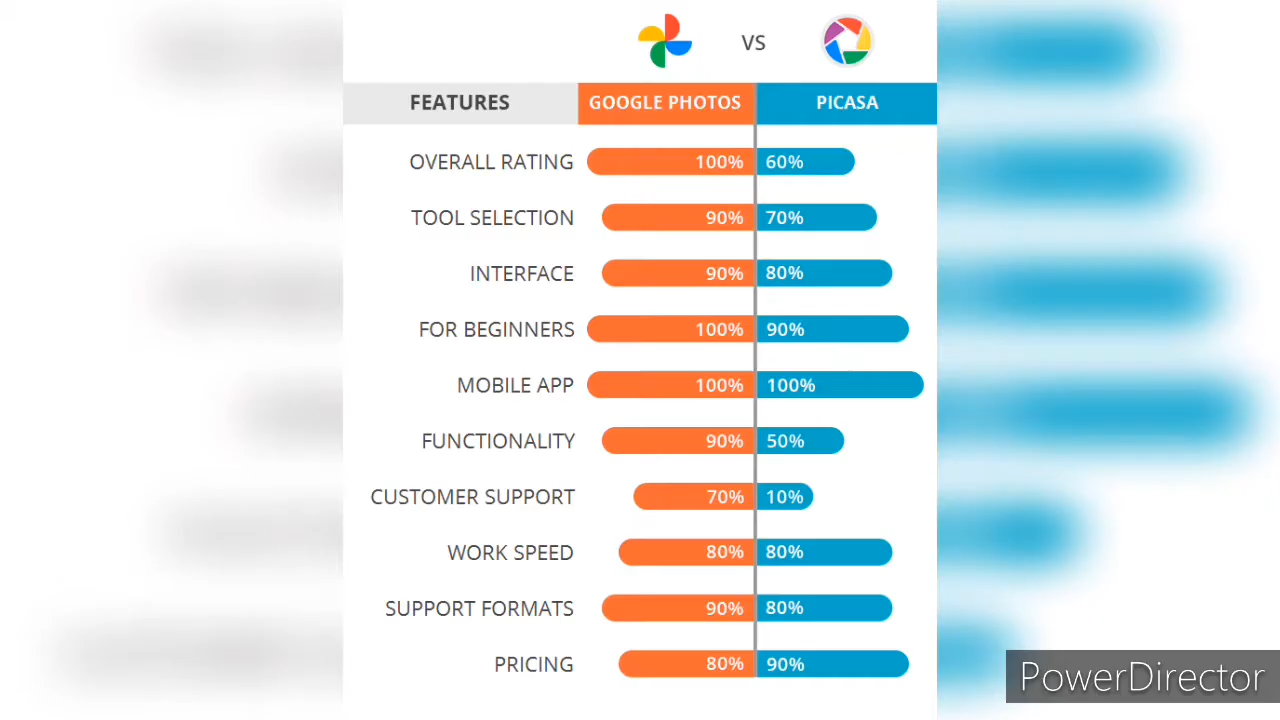 VS
FEATURES GOOGLE PHOTOS PICASA
OVERALL RATING 100% 60%
TOOL SELECTION 90% 70%
INTERFACE 90% 80%
FOR BEGINNERS 100% 90%
MOBILE APP 100% 100%
FUNCTIONALITY 90% 50%
CUSTOMER SUPPORT 70% 10%
WORK SPEED 80% 80%
SUPPORT FORMATS 90% 80%
PRICING 80% 90%
PowerDirector